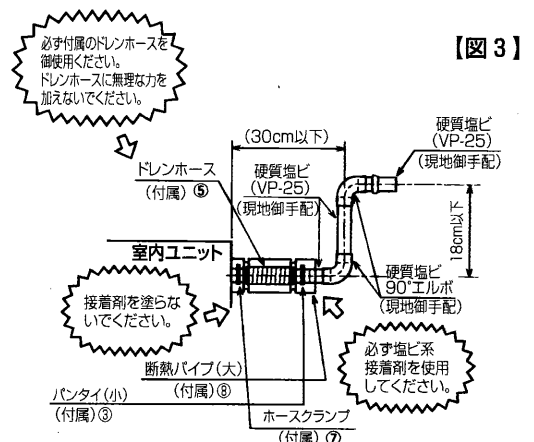 必ず付属のドレンホースを
御使用ください。
ドレンホースに無理な力を
加えないでください。
【図3】
(30cm以下)
硬質塩ビ
(VP-25)
(現地御手配)
ドレンホース
(付属)⑤
硬質塩ビ
(VP-25)
(現地御手配)
18cm以下
室内ユニット
硬質塩ビ
90°エルボ
(現地御手配)
接着剤を塗らな
いでください。
必ず塩ビ系
接着剤を使用
してください。
断熱パイプ(大)
(付属)⑧
バンタイ(小)
(付属)③
ホースクランプ
(付属)⑦